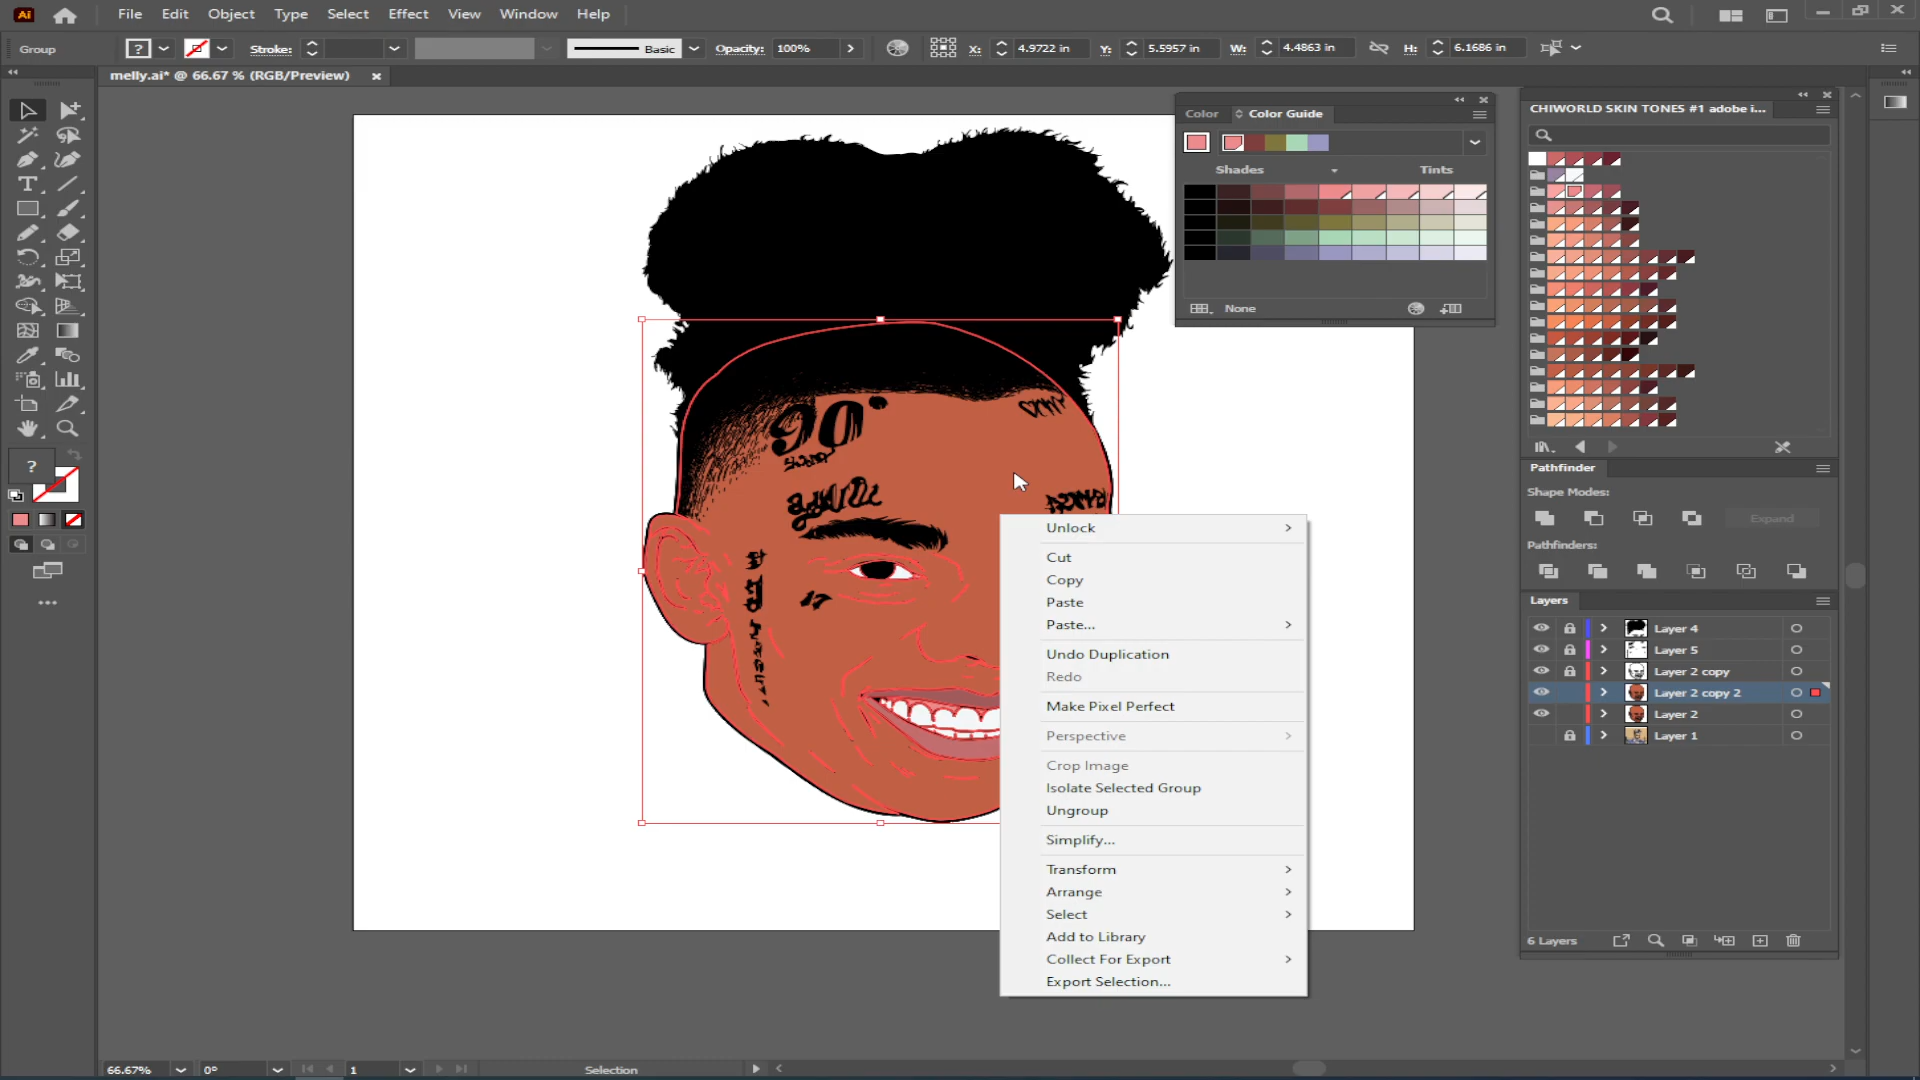 Ai File Edit Object Type Select Effect View Window Help
Group ? Stroke: Basic Opacity: 100% X: 4.9722 in Y: 5.5957 in W: 4.4863 in H: 6.1686 in
melly.ai* @ 66.67 % (RGB/Preview)
Color Color Guide
Shades Tints
None
CHIWORLD SKIN TONES #1 adobe i...
90°
17
?
Unlock
Cut
Copy
Paste
Paste...
Undo Duplication
Redo
Make Pixel Perfect
Perspective
Crop Image
Isolate Selected Group
Ungroup
Simplify...
Transform
Arrange
Select
Add to Library
Collect For Export
Export Selection...
Pathfinder
Shape Modes:
Expand
Pathfinders:
Layers
Layer 4
Layer 5
Layer 2 copy
Layer 2 copy 2
Layer 2
Layer 1
6 Layers
66.67% 0° 1 Selection